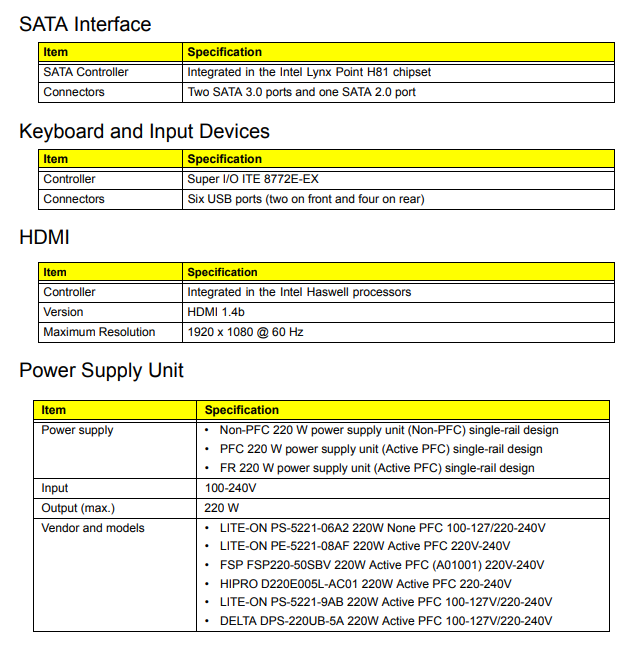 SATA Interface
Item Specification
SATA Controller Integrated in the Intel Lynx Point H81 chipset
Connectors Two SATA 3.0 ports and one SATA 2.0 port
Keyboard and Input Devices
Item Specification
Controller Super I/O ITE 8772E-EX
Connectors Six USB ports (two on front and four on rear)
HDMI
Item Specification
Controller Integrated in the Intel Haswell processors
Version HDMI 1.4b
Maximum Resolution 1920 x 1080 @ 60 Hz
Power Supply Unit
Item Specification
Power supply • Non-PFC 220 W power supply unit (Non-PFC) single-rail design
• PFC 220 W power supply unit (Active PFC) single-rail design
• FR 220 W power supply unit (Active PFC) single-rail design
Input 100-240V
Output (max.) 220 W
Vendor and models • LITE-ON PS-5221-06A2 220W None PFC 100-127/220-240V
• LITE-ON PE-5221-08AF 220W Active PFC 220V-240V
• FSP FSP220-50SBV 220W Active PFC (A01001) 220V-240V
• HIPRO D220E005L-AC01 220W Active PFC 220-240V
• LITE-ON PS-5221-9AB 220W Active PFC 100-127V/220-240V
• DELTA DPS-220UB-5A 220W Active PFC 100-127V/220-240V